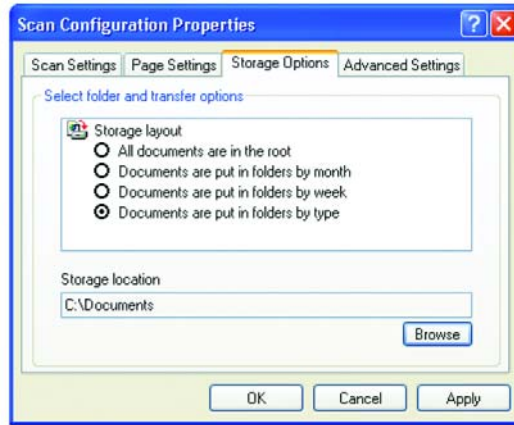 Scan Configuration Properties
Scan Settings Page Settings Storage Options Advanced Settings
Select folder and transfer options
Storage layout
All documents are in the root
Documents are put in folders by month
Documents are put in folders by week
Documents are put in folders by type
Storage location
C:\Documents
Browse
OK Cancel Apply